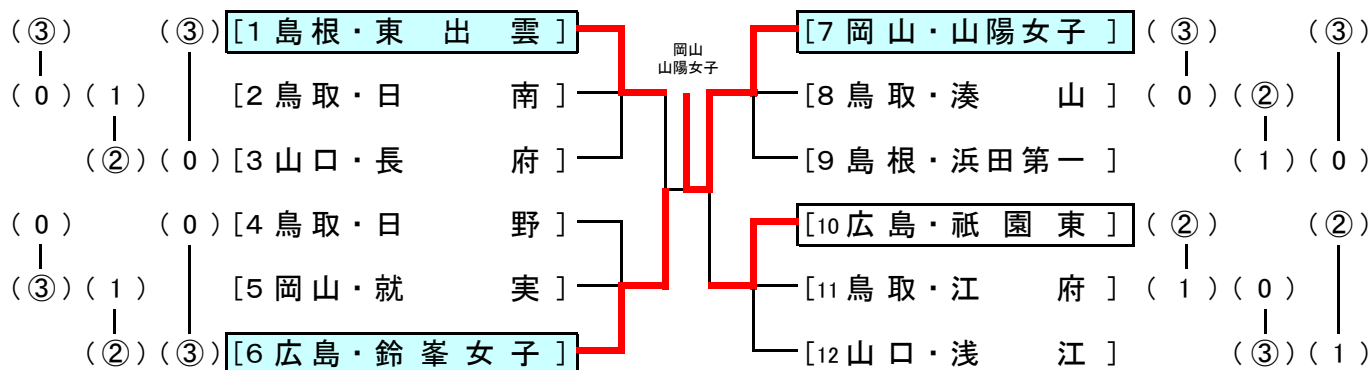 (③) (③) [1 島根・東出雲] 岡山 [7 岡山・山陽女子] (③) (③)
山陽女子
(0) (1) [2 鳥取・日南] [8 鳥取・湊山] (0) (②)
(②) (0) [3 山口・長府] [9 島根・浜田第一] (1) (0)
(0) (0) [4 鳥取・日野] [10 広島・祇園東] (②) (②)
(③) (1) [5 岡山・就実] [11 鳥取・江府] (1) (0)
(②) (③) [6 広島・鈴峯女子] [12 山口・浅江] (③) (1)